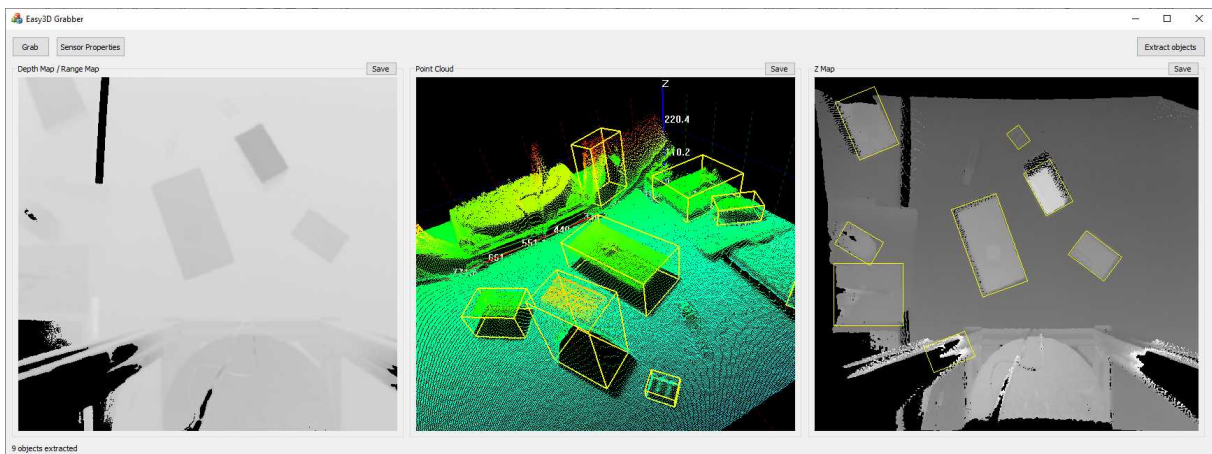 Easy3D Grabber
Grab
Sensor Properties
Extract objects
Depth Map / Range Map
Save
Point Cloud
Save
Z Map
Save
Z
220.4
110.2
440
551
661
9 objects extracted